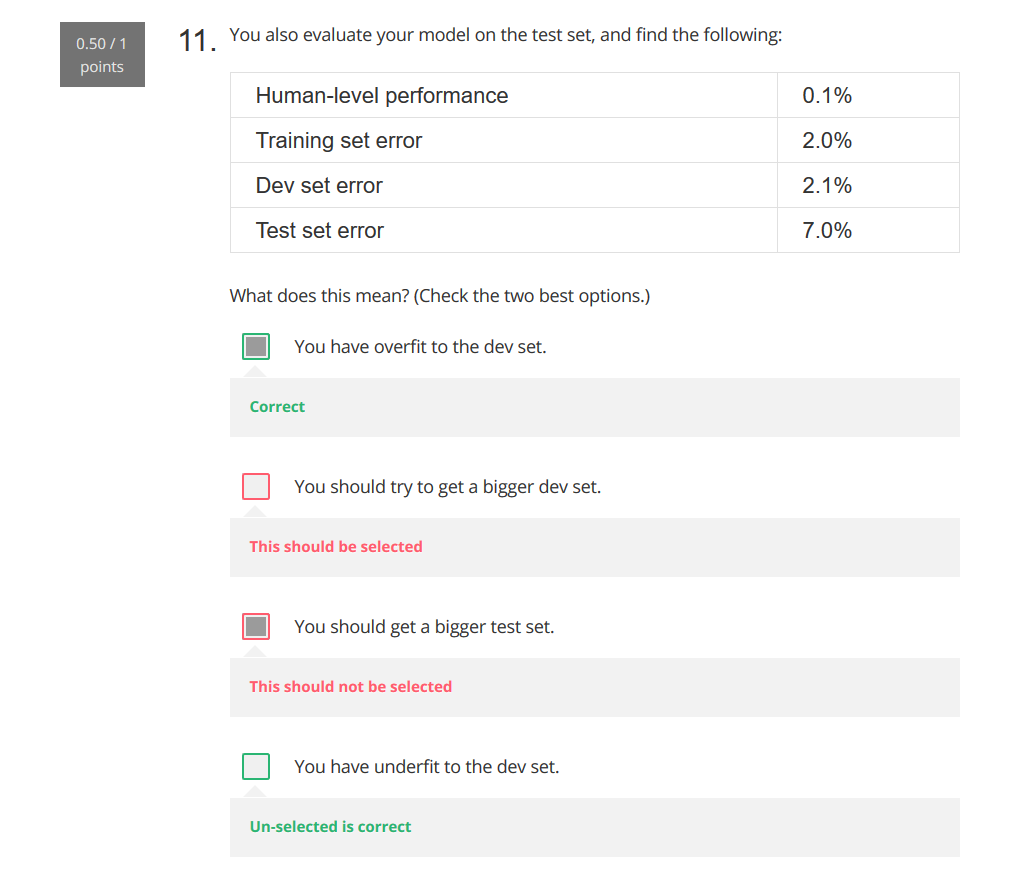 0.50 / 1
points
11. You also evaluate your model on the test set, and find the following:
Human-level performance 0.1%
Training set error 2.0%
Dev set error 2.1%
Test set error 7.0%
What does this mean? (Check the two best options.)
You have overfit to the dev set.
Correct
You should try to get a bigger dev set.
This should be selected
You should get a bigger test set.
This should not be selected
You have underfit to the dev set.
Un-selected is correct